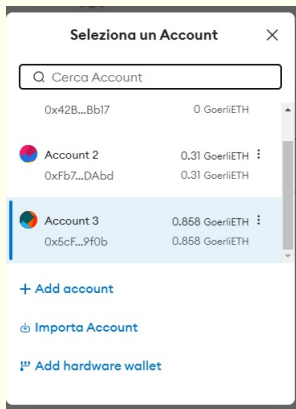 Seleziona un Account
Cerca Account
0x42B...Bb17 0 GoerliETH
Account 2 0.31 GoerliETH
0xFb7...DAbd 0.31 GoerliETH
Account 3 0.858 GoerliETH
0x5cF...9f0b 0.858 GoerliETH
+ Add account
Importa Account
Add hardware wallet